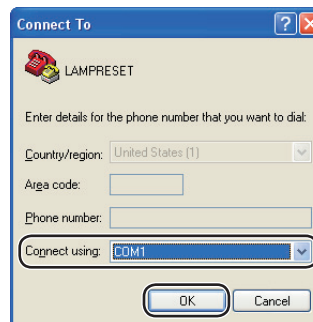 Connect To
LAMPRESET
Enter details for the phone number that you want to dial:
Country/region: United States (1)
Area code:
Phone number:
Connect using: COM1
OK Cancel